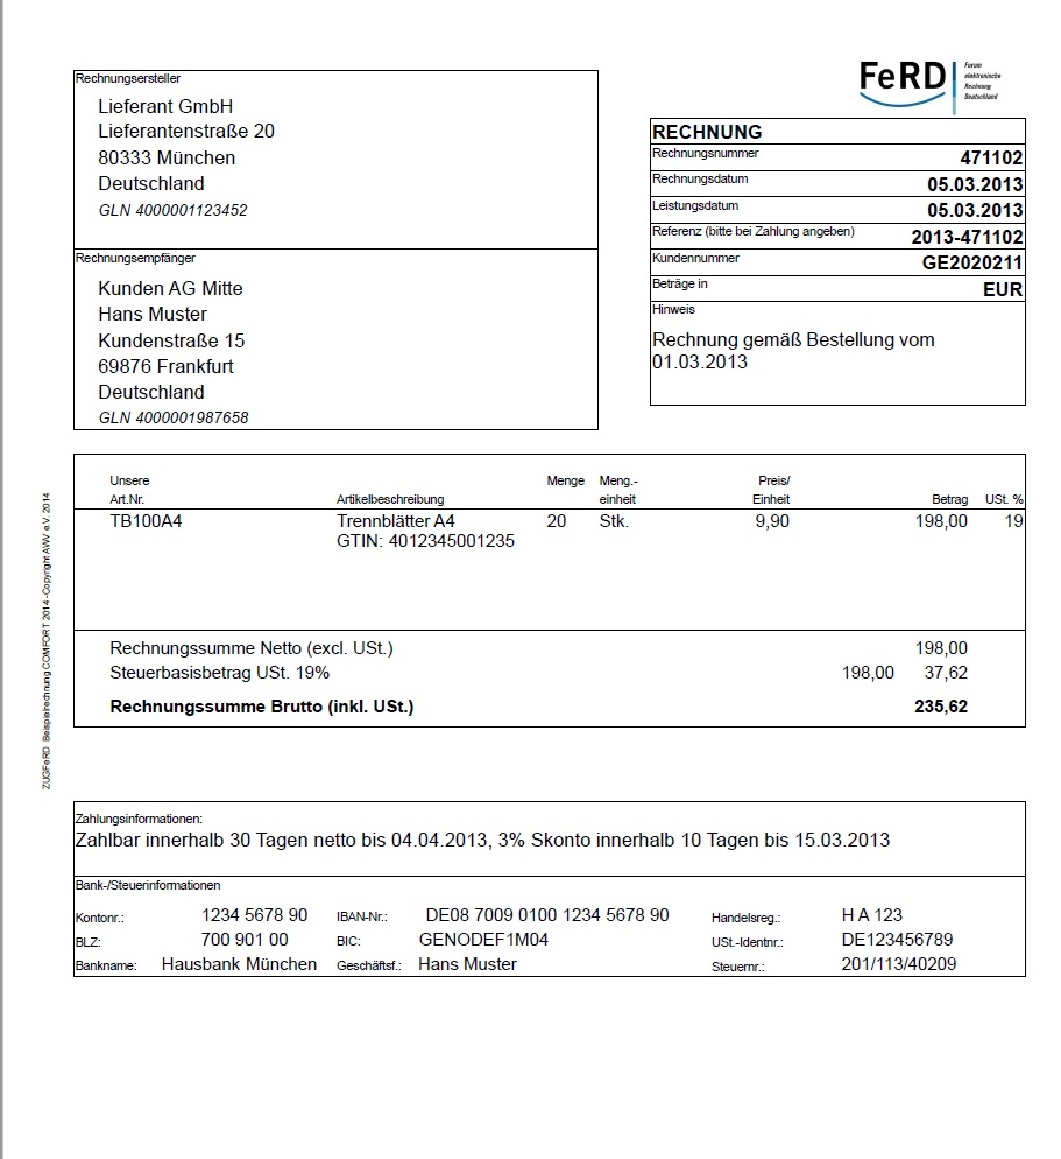 FeRD
Forum
elektronische
Rechnung
Deutschland
Rechnungsersteller
Lieferant GmbH
Lieferantenstraße 20
80333 München
Deutschland
GLN 4000001123452
Rechnungsempfänger
Kunden AG Mitte
Hans Muster
Kundenstraße 15
69876 Frankfurt
Deutschland
GLN 4000001987658
RECHNUNG
Rechnungsnummer 471102
Rechnungsdatum 05.03.2013
Leistungsdatum 05.03.2013
Referenz (bitte bei Zahlung angeben) 2013-471102
Kundennummer GE2020211
Beträge in EUR
Hinweis
Rechnung gemäß Bestellung vom
01.03.2013
Unsere Menge Meng.- Preis/
Art.Nr. Artikelbeschreibung einheit Einheit Betrag USt. %
TB100A4 Trennblätter A4 20 Stk. 9,90 198,00 19
GTIN: 4012345001235
Rechnungssumme Netto (excl. USt.) 198,00
Steuerbasisbetrag USt. 19% 198,00 37,62
Rechnungssumme Brutto (inkl. USt.) 235,62
ZUGFeRD Beispielrechnung COMFORT 2014 -Copyright AWV e.V. 2014
Zahlungsinformationen:
Zahlbar innerhalb 30 Tagen netto bis 04.04.2013, 3% Skonto innerhalb 10 Tagen bis 15.03.2013
Bank-/Steuerinformationen
Kontonr.: 1234 5678 90 IBAN-Nr.: DE08 7009 0100 1234 5678 90 Handelsreg.: H A 123
BLZ: 700 901 00 BIC: GENODEF1M04 USt.-Identnr.: DE123456789
Bankname: Hausbank München Geschäftsf.: Hans Muster Steuernr.: 201/113/40209